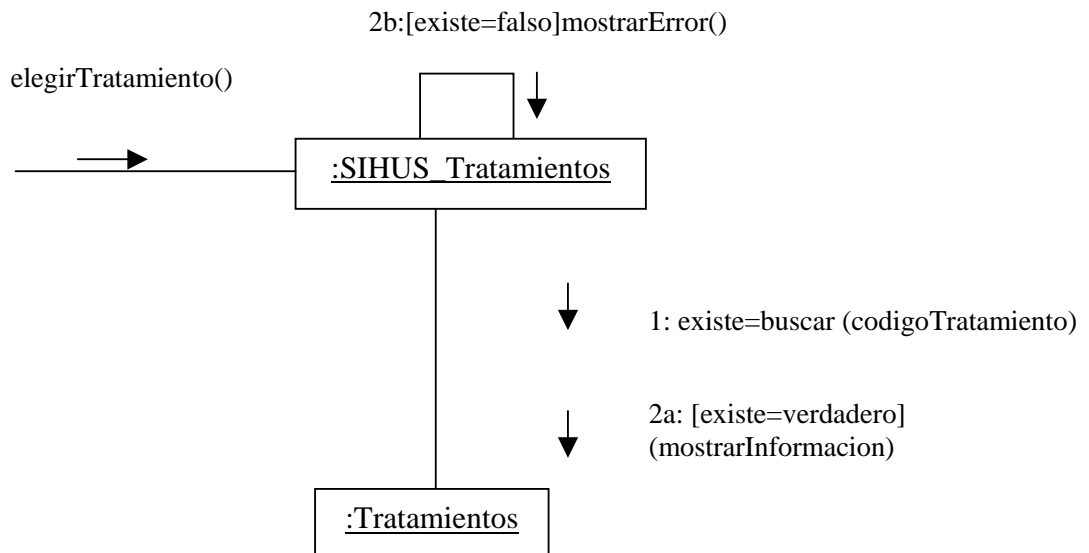 2b:[existe=falso]mostrarError()
elegirTratamiento()
:SIHUS_Tratamientos
1: existe=buscar (codigoTratamiento)
2a: [existe=verdadero]
(mostrarInformacion)
:Tratamientos